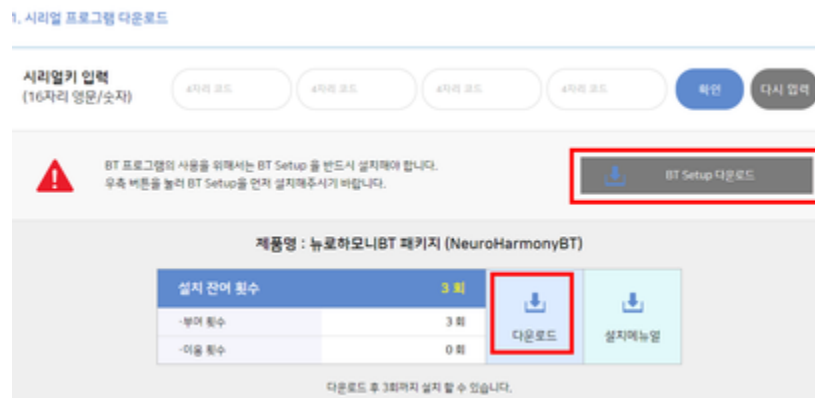 1. 시리얼 프로그램 다운로드
시리얼키 입력
(16자리 영문/숫자)
4자리 코드
4자리 코드
4자리 코드
4자리 코드
확인
다시 입력
BT 프로그램의 사용을 위해서는 BT Setup 을 반드시 설치해야 합니다.
우측 버튼을 눌러 BT Setup을 먼저 설치해주시기 바랍니다.
BT Setup 다운로드
제품명 : 뉴로하모니BT 패키지 (NeuroHarmonyBT)
설치 잔여 횟수 3 회
·부여 횟수 3 회
·이용 횟수 0 회
다운로드
설치메뉴얼
다운로드 후 3회까지 설치 할 수 있습니다.